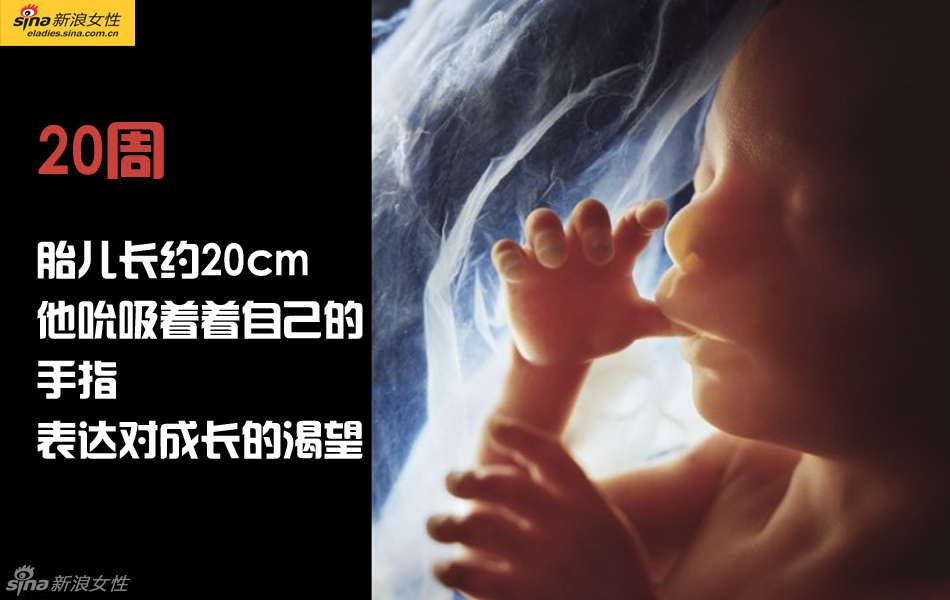 sina新浪女性
eladies.sina.com.cn
20周
胎儿长约20cm
他吮吸着着自己的
手指
表达对成长的渴望
sina新浪女性